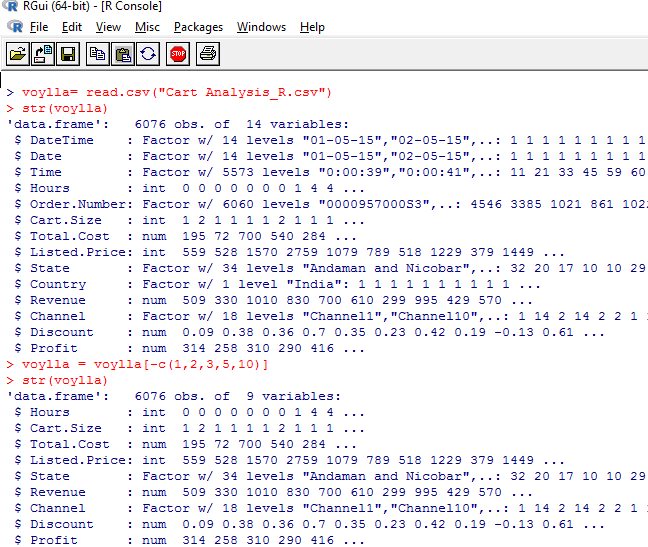 RGui (64-bit) - [R Console]
File Edit View Misc Packages Windows Help
STOP
> voylla= read.csv("Cart Analysis_R.csv")
> str(voylla)
'data.frame':   6076 obs. of  14 variables:
 $ DateTime    : Factor w/ 14 levels "01-05-15","02-05-15",..: 1 1 1 1 1 1 1 1 1
 $ Date        : Factor w/ 14 levels "01-05-15","02-05-15",..: 1 1 1 1 1 1 1 1 1
 $ Time        : Factor w/ 5573 levels "0:00:39","0:00:41",..: 11 21 33 45 59 60
 $ Hours       : int  0 0 0 0 0 0 0 1 4 4 ...
 $ Order.Number: Factor w/ 6060 levels "0000957000S3",..: 4546 3385 1021 861 102
 $ Cart.Size   : int  1 2 1 1 1 1 2 1 1 1 ...
 $ Total.Cost  : num  195 72 700 540 284 ...
 $ Listed.Price: int  559 528 1570 2759 1079 789 518 1229 379 1449 ...
 $ State       : Factor w/ 34 levels "Andaman and Nicobar",..: 32 20 17 10 10 29
 $ Country     : Factor w/ 1 level "India": 1 1 1 1 1 1 1 1 1 1 ...
 $ Revenue     : num  509 330 1010 830 700 610 299 995 429 570 ...
 $ Channel     : Factor w/ 18 levels "Channel1","Channel10",..: 1 14 2 14 2 2 1
 $ Discount    : num  0.09 0.38 0.36 0.7 0.35 0.23 0.42 0.19 -0.13 0.61 ...
 $ Profit      : num  314 258 310 290 416 ...
> voylla = voylla[-c(1,2,3,5,10)]
> str(voylla)
'data.frame':   6076 obs. of  9 variables:
 $ Hours       : int  0 0 0 0 0 0 0 1 4 4 ...
 $ Cart.Size   : int  1 2 1 1 1 1 2 1 1 1 ...
 $ Total.Cost  : num  195 72 700 540 284 ...
 $ Listed.Price: int  559 528 1570 2759 1079 789 518 1229 379 1449 ...
 $ State       : Factor w/ 34 levels "Andaman and Nicobar",..: 32 20 17 10 10 29
 $ Revenue     : num  509 330 1010 830 700 610 299 995 429 570 ...
 $ Channel     : Factor w/ 18 levels "Channel1","Channel10",..: 1 14 2 14 2 2 1
 $ Discount    : num  0.09 0.38 0.36 0.7 0.35 0.23 0.42 0.19 -0.13 0.61 ...
 $ Profit      : num  314 258 310 290 416 ...